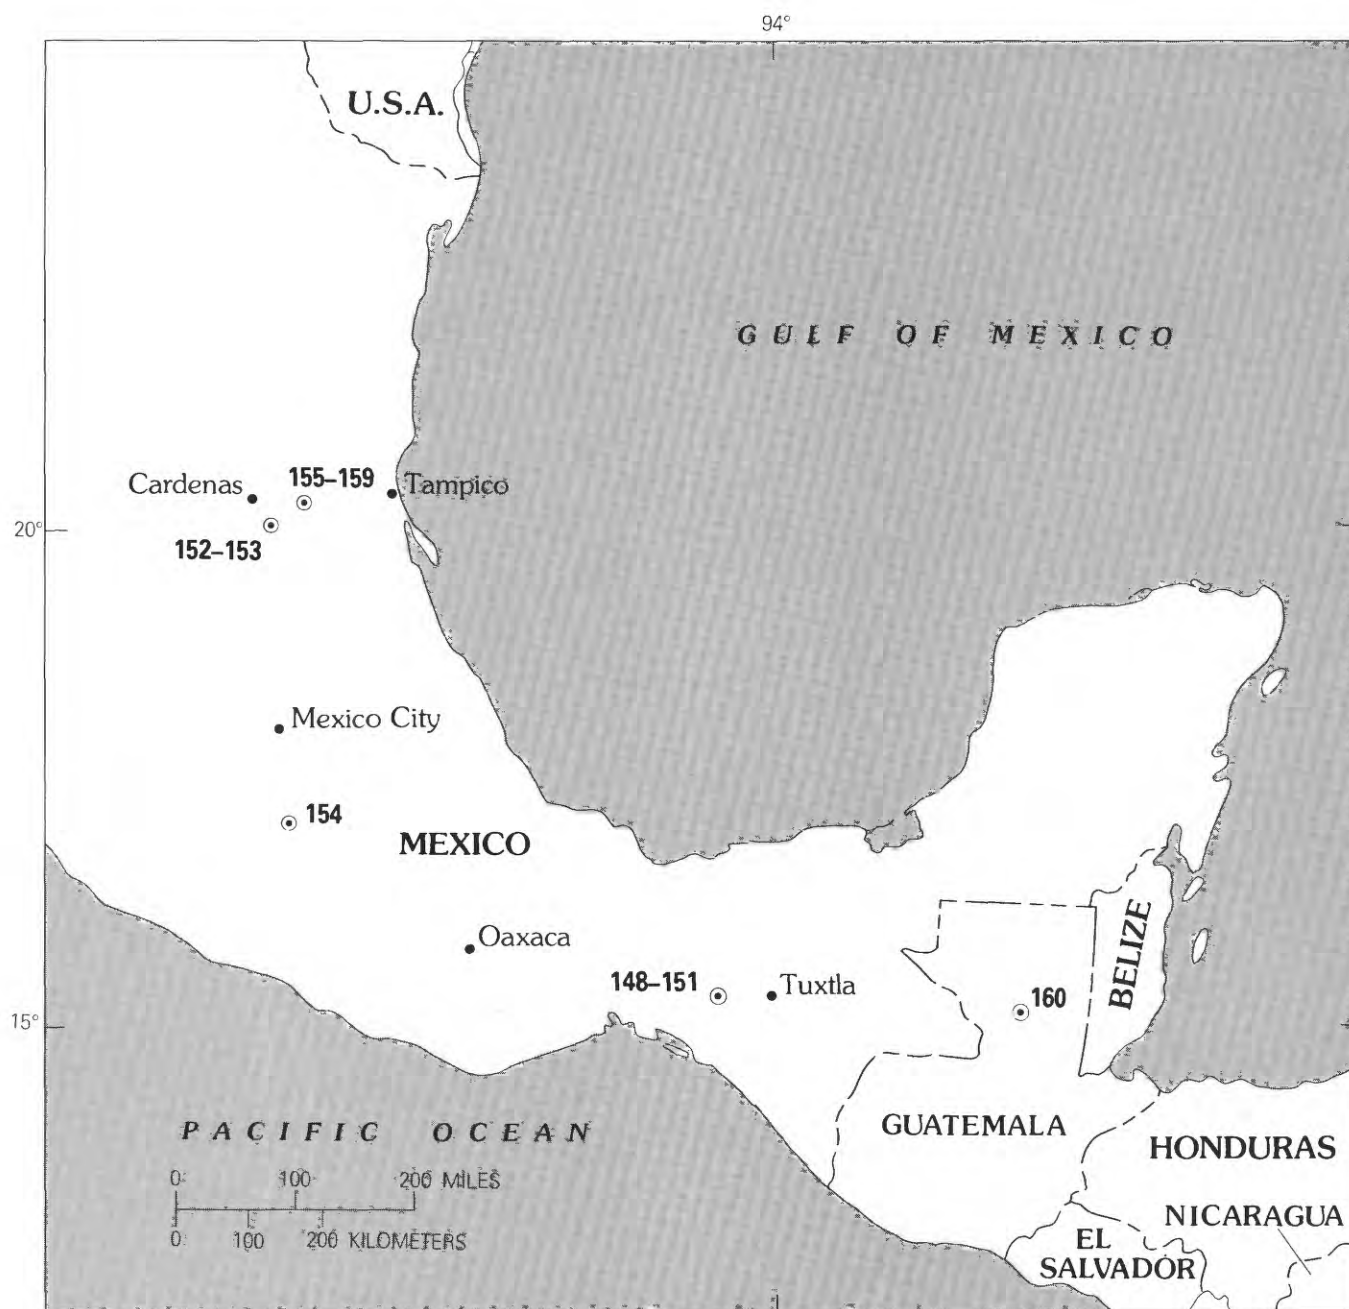 94°
U.S.A.
GULF OF MEXICO
155–159
Cardenas
Tampico
20°
152–153
Mexico City
154
MEXICO
BELIZE
Oaxaca
148–151
Tuxtla
160
15°
GUATEMALA
PACIFIC OCEAN
HONDURAS
0 100 200 MILES
0 100 200 KILOMETERS
NICARAGUA
EL
SALVADOR